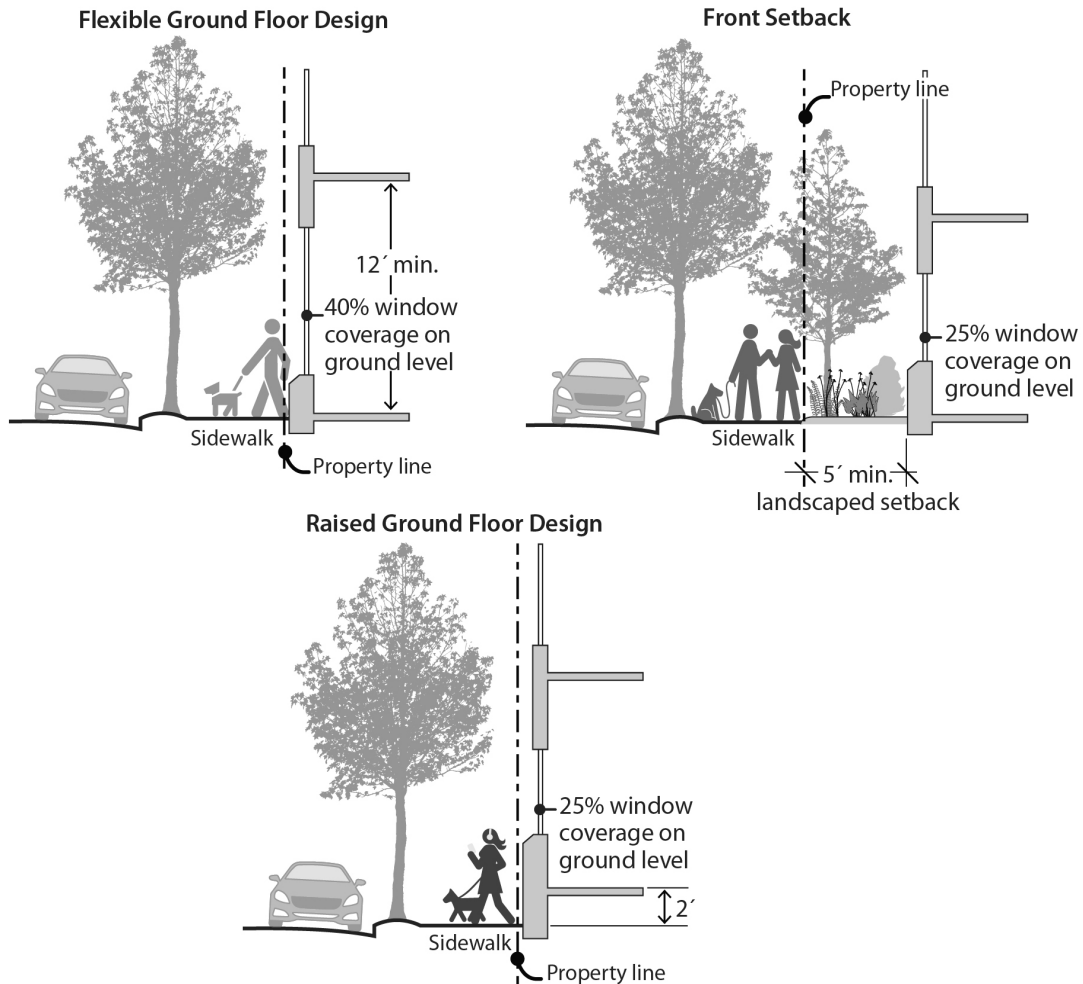 Flexible Ground Floor Design
12´ min.
40% window
coverage on
ground level
Sidewalk
Property line
Front Setback
Property line
25% window
coverage on
ground level
Sidewalk
5´ min.
landscaped setback
Raised Ground Floor Design
25% window
coverage on
ground level
2´
Sidewalk
Property line